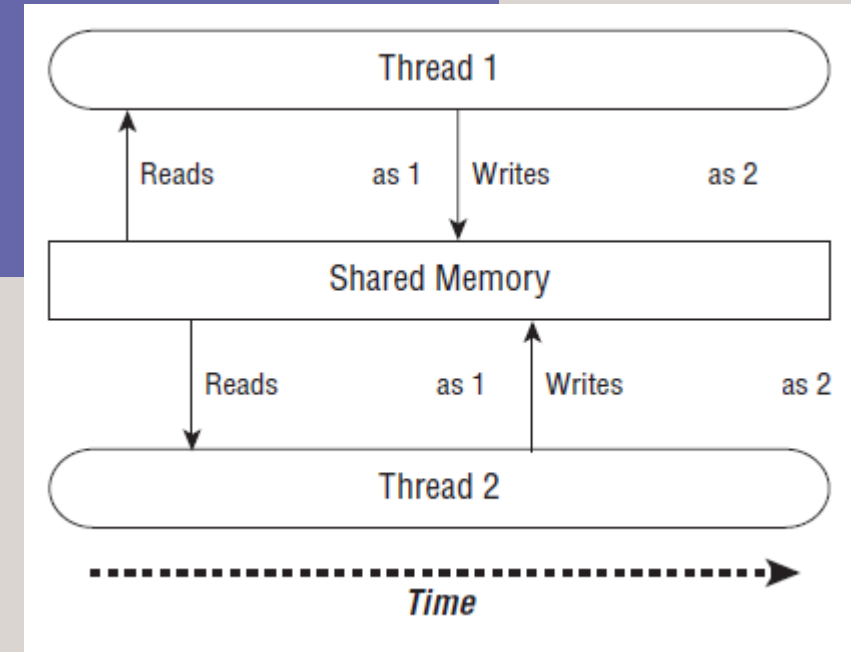 Thread 1
Reads as 1 Writes as 2
Shared Memory
Reads as 1 Writes as 2
Thread 2
Time